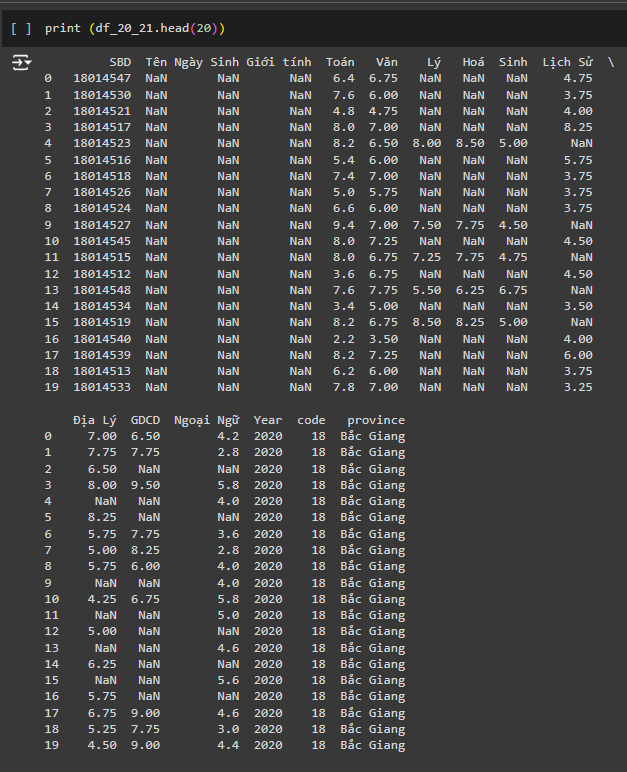 [ ] print (df_20_21.head(20))
SBD Tên Ngày Sinh Giới tính Toán Văn Lý Hoá Sinh Lịch Sử \
0 18014547 NaN NaN NaN 6.4 6.75 NaN NaN NaN 4.75
1 18014530 NaN NaN NaN 7.6 6.00 NaN NaN NaN 3.75
2 18014521 NaN NaN NaN 4.8 4.75 NaN NaN NaN 4.00
3 18014517 NaN NaN NaN 8.0 7.00 NaN NaN NaN 8.25
4 18014523 NaN NaN NaN 8.2 6.50 8.00 8.50 5.00 NaN
5 18014516 NaN NaN NaN 5.4 6.00 NaN NaN NaN 5.75
6 18014518 NaN NaN NaN 7.4 7.00 NaN NaN NaN 3.75
7 18014526 NaN NaN NaN 5.0 5.75 NaN NaN NaN 3.75
8 18014524 NaN NaN NaN 6.6 6.00 NaN NaN NaN 3.75
9 18014527 NaN NaN NaN 9.4 7.00 7.50 7.75 4.50 NaN
10 18014545 NaN NaN NaN 8.0 7.25 NaN NaN NaN 4.50
11 18014515 NaN NaN NaN 8.0 6.75 7.25 7.75 4.75 NaN
12 18014512 NaN NaN NaN 3.6 6.75 NaN NaN NaN 4.50
13 18014548 NaN NaN NaN 7.6 7.75 5.50 6.25 6.75 NaN
14 18014534 NaN NaN NaN 3.4 5.00 NaN NaN NaN 3.50
15 18014519 NaN NaN NaN 8.2 6.75 8.50 8.25 5.00 NaN
16 18014540 NaN NaN NaN 2.2 3.50 NaN NaN NaN 4.00
17 18014539 NaN NaN NaN 8.2 7.25 NaN NaN NaN 6.00
18 18014513 NaN NaN NaN 6.2 6.00 NaN NaN NaN 3.75
19 18014533 NaN NaN NaN 7.8 7.00 NaN NaN NaN 3.25
Địa Lý GDCD Ngoại Ngữ Year code province
0 7.00 6.50 4.2 2020 18 Bắc Giang
1 7.75 7.75 2.8 2020 18 Bắc Giang
2 6.50 NaN NaN 2020 18 Bắc Giang
3 8.00 9.50 5.8 2020 18 Bắc Giang
4 NaN NaN 4.0 2020 18 Bắc Giang
5 8.25 NaN NaN 2020 18 Bắc Giang
6 5.75 7.75 3.6 2020 18 Bắc Giang
7 5.00 8.25 2.8 2020 18 Bắc Giang
8 5.75 6.00 4.0 2020 18 Bắc Giang
9 NaN NaN 4.0 2020 18 Bắc Giang
10 4.25 6.75 5.8 2020 18 Bắc Giang
11 NaN NaN 5.0 2020 18 Bắc Giang
12 5.00 NaN NaN 2020 18 Bắc Giang
13 NaN NaN 4.6 2020 18 Bắc Giang
14 6.25 NaN NaN 2020 18 Bắc Giang
15 NaN NaN 5.6 2020 18 Bắc Giang
16 5.75 NaN NaN 2020 18 Bắc Giang
17 6.75 9.00 4.6 2020 18 Bắc Giang
18 5.25 7.75 3.0 2020 18 Bắc Giang
19 4.50 9.00 4.4 2020 18 Bắc Giang